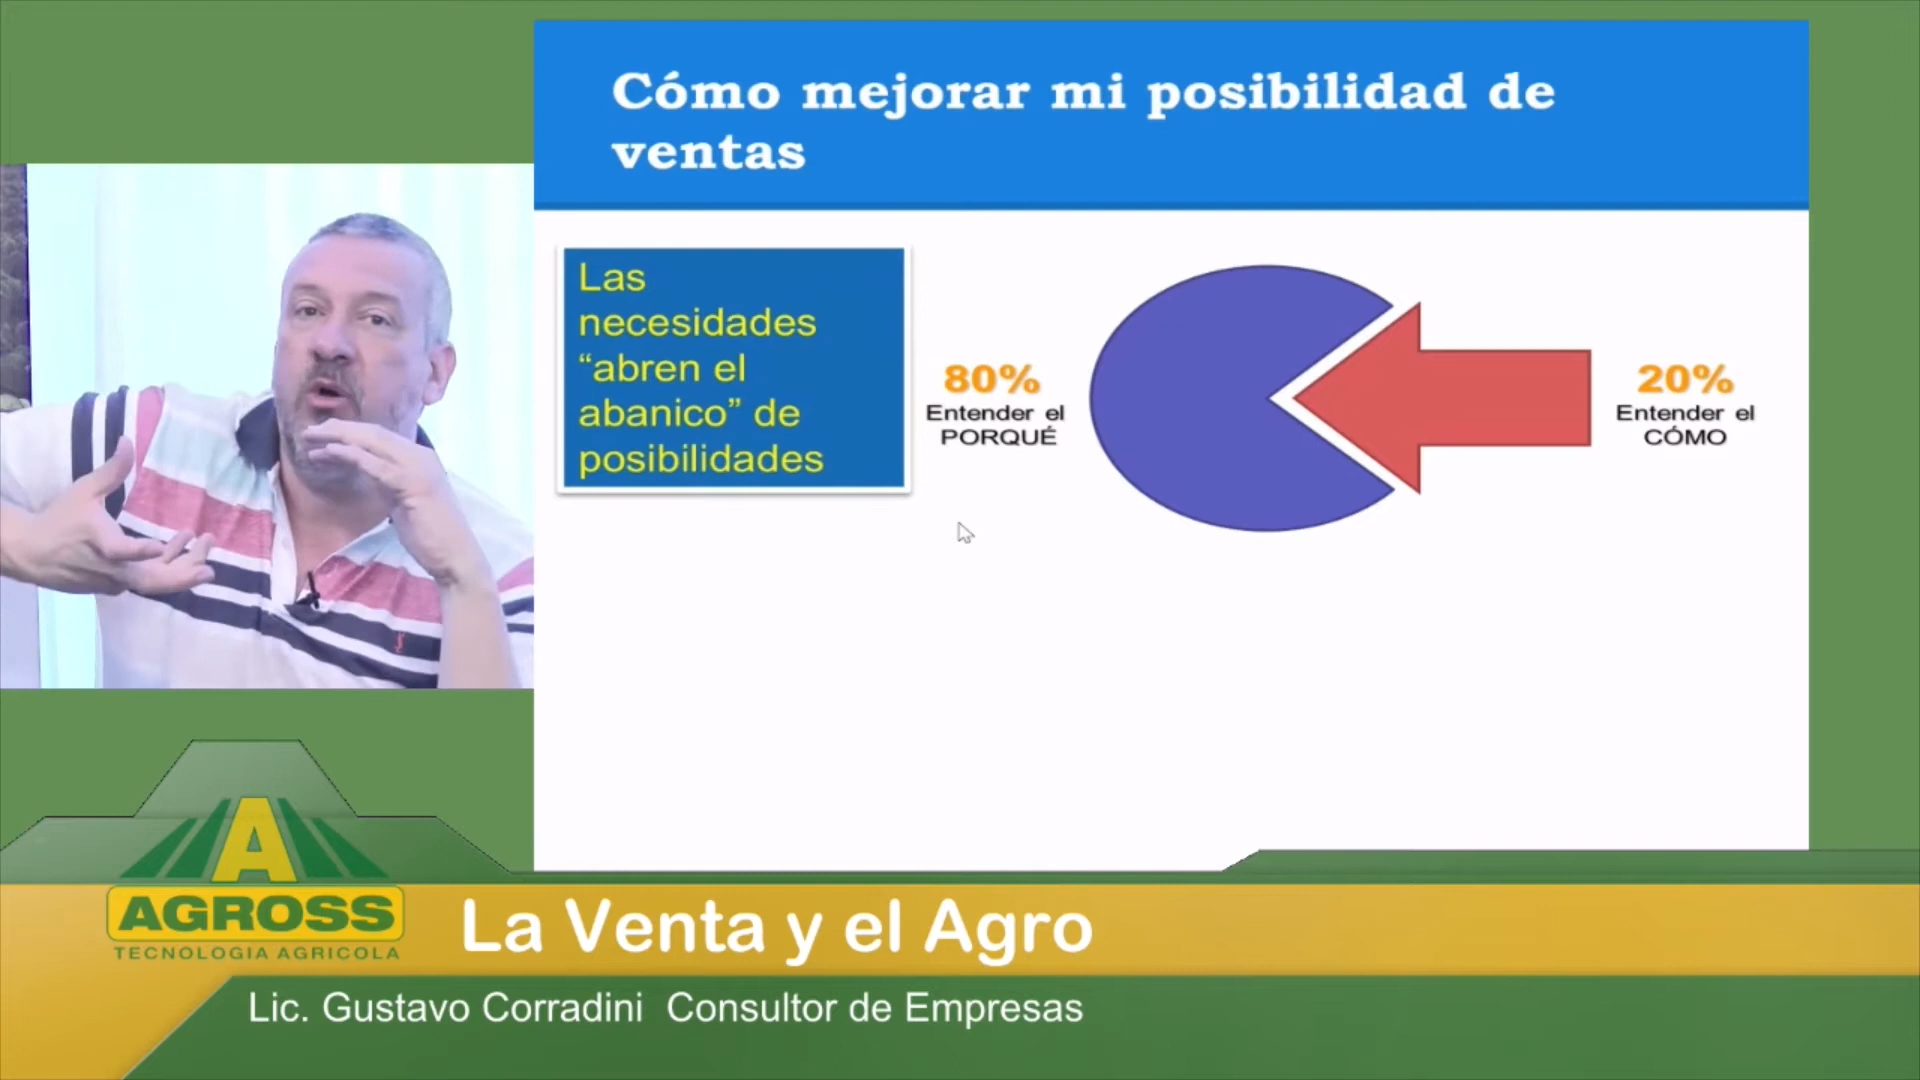 Cómo mejorar mi posibilidad de
ventas
Las
necesidades
“abren el
abanico” de
posibilidades
80%
Entender el
PORQUÉ
20%
Entender el
CÓMO
A
AGROSS
TECNOLOGIA AGRICOLA
La Venta y el Agro
Lic. Gustavo Corradini Consultor de Empresas